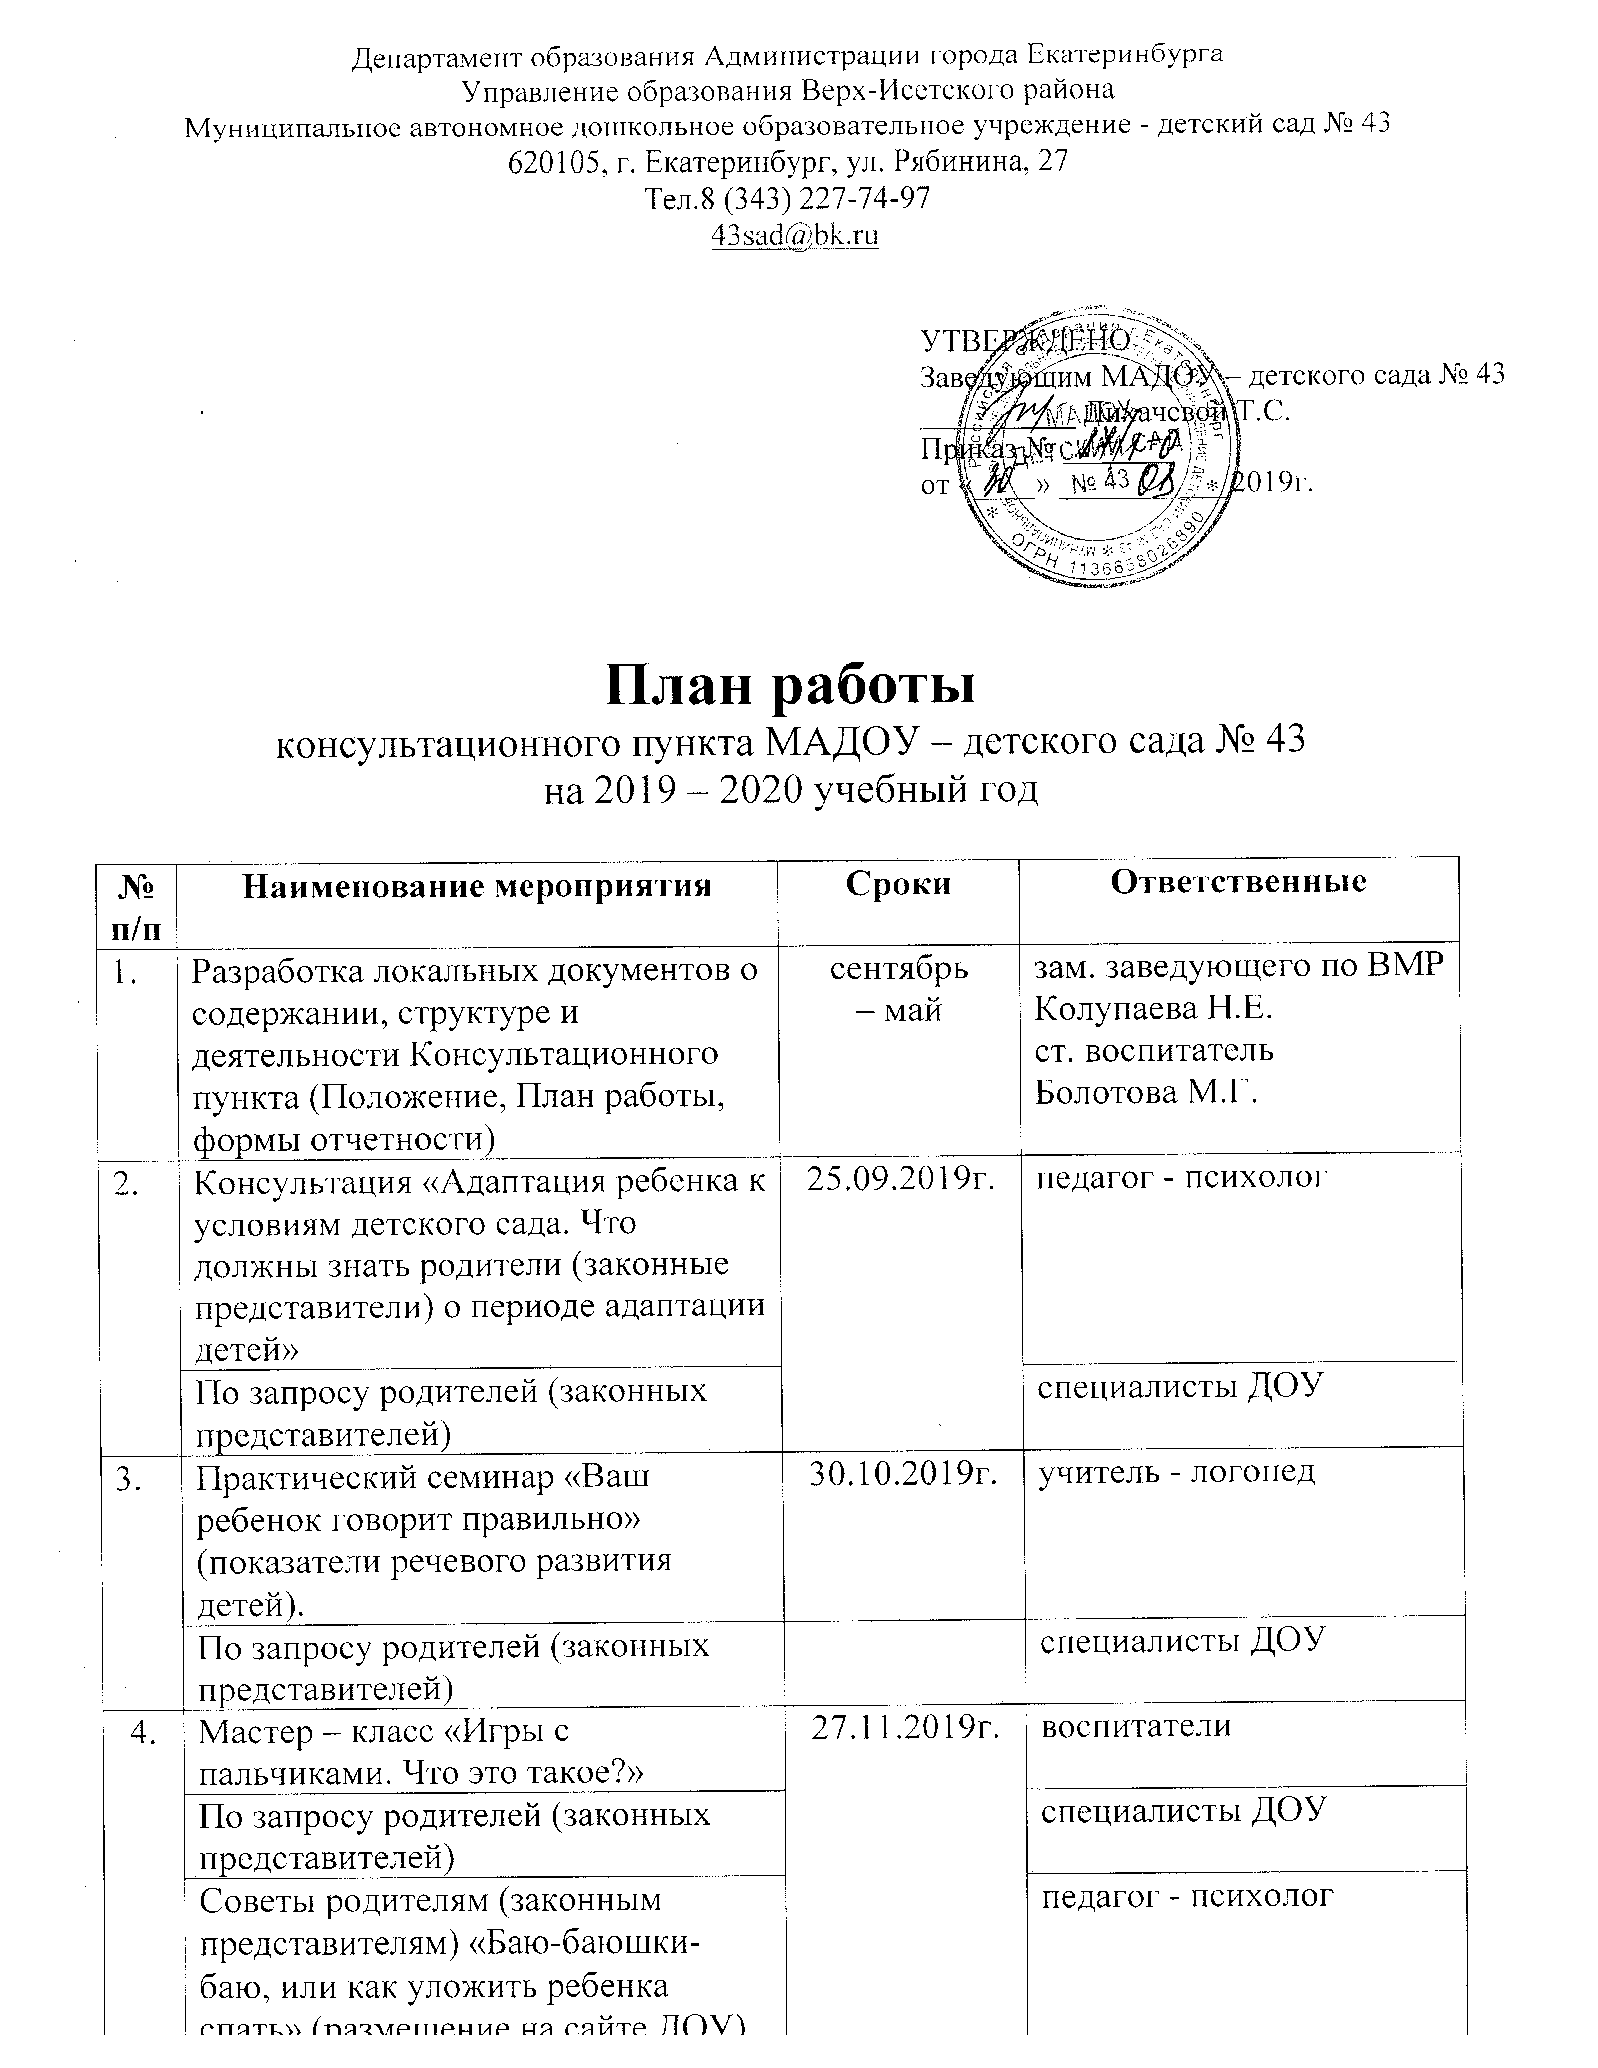 Департамент образования Администрации города Екатеринбурга
Управление образования Верх-Исетского района
Муниципальное автономное дошкольное образовательное учреждение - детский сад № 43
620105, г. Екатеринбург, ул. Рябинина, 27
Тел.8 (343) 227-74-97
43sad@bk.ru
УТВЕРЖДЕНО
Заведующим МАДОУ – детского сада № 43
Лихачевой Т.С.
Приказ №
от « 30 » 08 2019г.
МАДОУ
ДЕТСКИЙ САД
№ 43
ОГРН 1136658026890
План работы
консультационного пункта МАДОУ – детского сада № 43
на 2019 – 2020 учебный год
№ Наименование мероприятия Сроки Ответственные
п/п
1. Разработка локальных документов о сентябрь зам. заведующего по ВМР
содержании, структуре и – май Колупаева Н.Е.
деятельности Консультационного ст. воспитатель
пункта (Положение, План работы, Болотова М.Г.
формы отчетности)
2. Консультация «Адаптация ребенка к 25.09.2019г. педагог - психолог
условиям детского сада. Что
должны знать родители (законные
представители) о периоде адаптации
детей»
По запросу родителей (законных специалисты ДОУ
представителей)
3. Практический семинар «Ваш 30.10.2019г. учитель - логопед
ребенок говорит правильно»
(показатели речевого развития
детей).
По запросу родителей (законных специалисты ДОУ
представителей)
4. Мастер – класс «Игры с 27.11.2019г. воспитатели
пальчиками. Что это такое?»
По запросу родителей (законных специалисты ДОУ
представителей)
Советы родителям (законным педагог - психолог
представителям) «Баю-баюшки-
баю, или как уложить ребенка
спать» (размещение на сайте ДОУ)